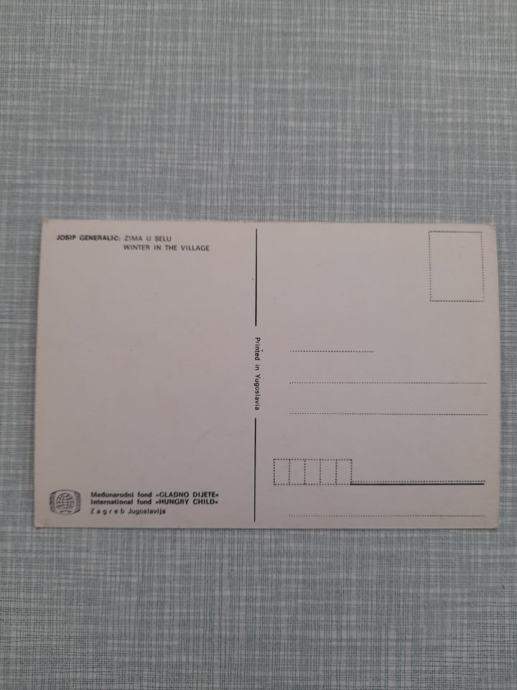 JOSIP GENERALIC: ZIMA U SELU
WINTER IN THE VILLAGE
Printed in Yugoslavia
Međunarodni fond »GLADNO DIJETE«
International fund »HUNGRY CHILD«
Zagreb Jugoslavija